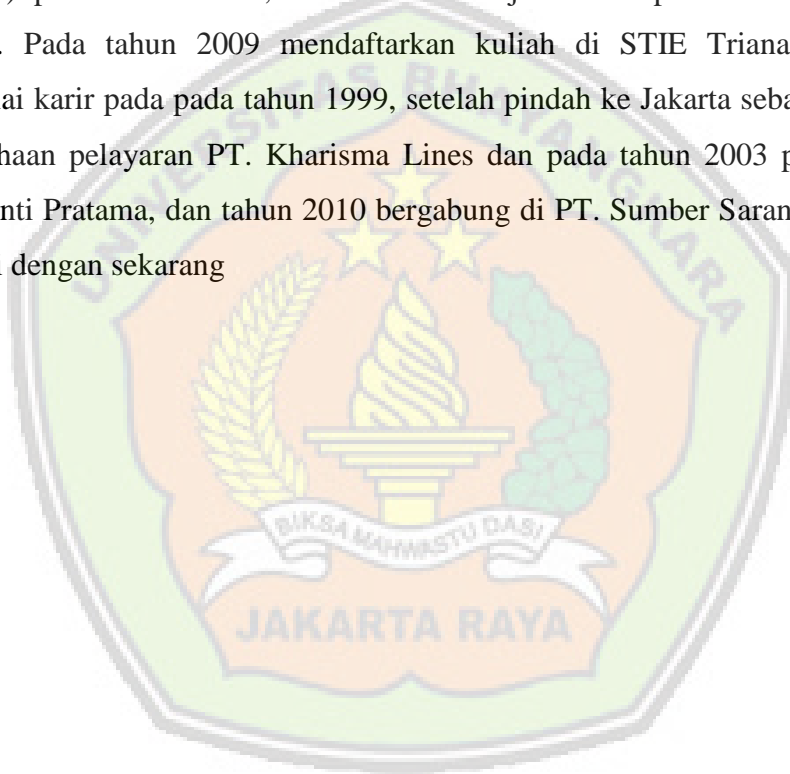 . Pada tahun 2009 mendaftarkan kuliah di STIE Triana
ai karir pada pada tahun 1999, setelah pindah ke Jakarta seba
haan pelayaran PT. Kharisma Lines dan pada tahun 2003 p
nti Pratama, dan tahun 2010 bergabung di PT. Sumber Saran
dengan sekarang
UNIVERSITAS BHAYANGKARA
BIKSA MAHWASTU DASI
JAKARTA RAYA